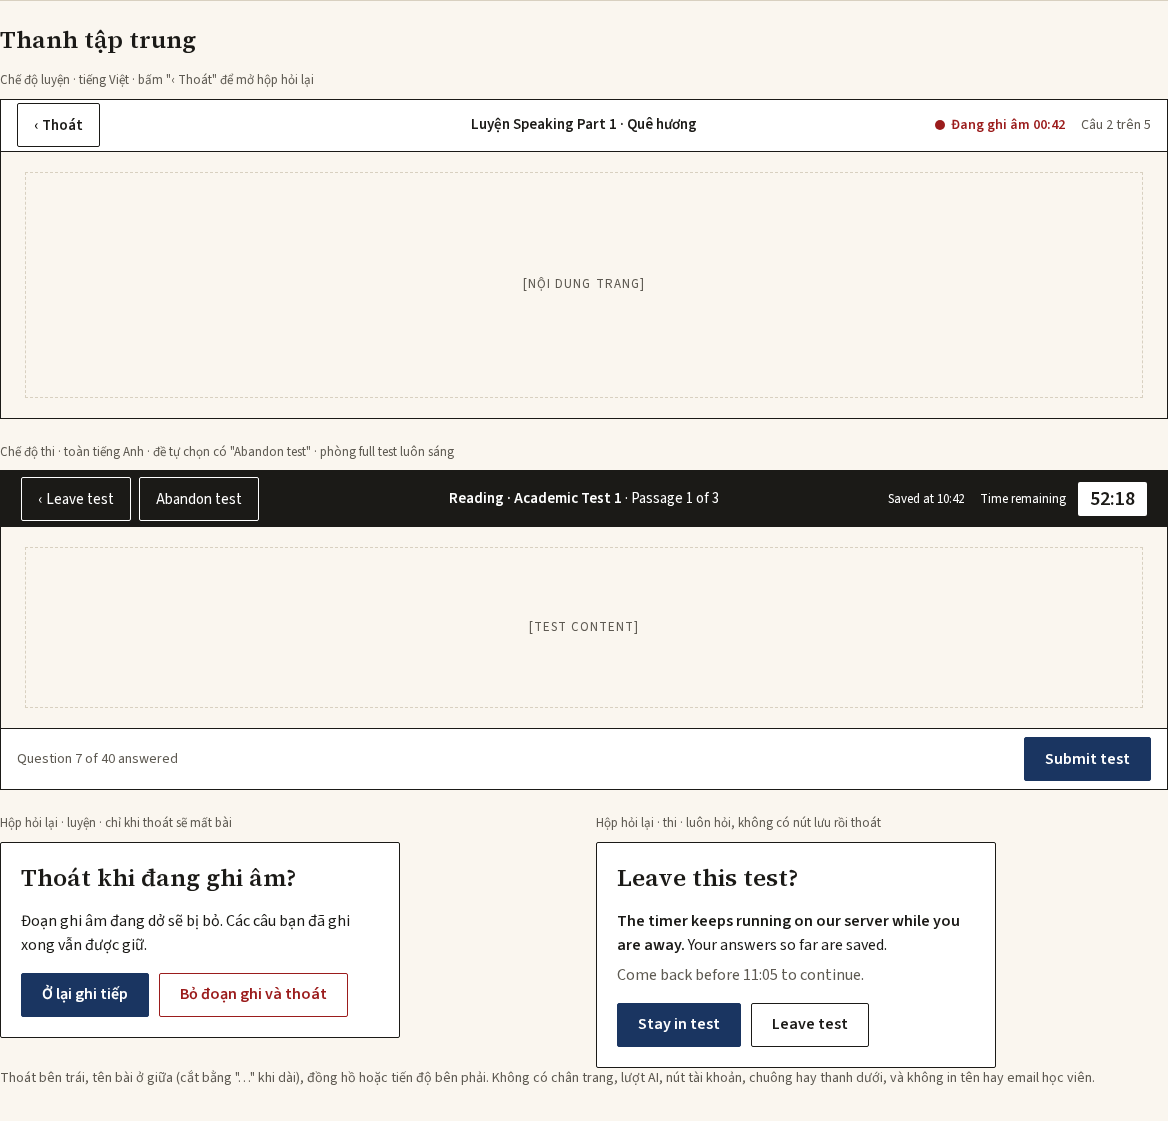 Thanh tập trung
Chế độ luyện · tiếng Việt · bấm "‹ Thoát" để mở hộp hỏi lại
‹ Thoát
Luyện Speaking Part 1 · Quê hương
Đang ghi âm 00:42
Câu 2 trên 5
[NỘI DUNG TRANG]
Chế độ thi · toàn tiếng Anh · đề tự chọn có "Abandon test" · phòng full test luôn sáng
‹ Leave test
Abandon test
Reading · Academic Test 1 · Passage 1 of 3
Saved at 10:42
Time remaining
52:18
[TEST CONTENT]
Question 7 of 40 answered
Submit test
Hộp hỏi lại · luyện · chỉ khi thoát sẽ mất bài
Thoát khi đang ghi âm?
Đoạn ghi âm đang dở sẽ bị bỏ. Các câu bạn đã ghi
xong vẫn được giữ.
Ở lại ghi tiếp
Bỏ đoạn ghi và thoát
Hộp hỏi lại · thi · luôn hỏi, không có nút lưu rồi thoát
Leave this test?
The timer keeps running on our server while you
are away. Your answers so far are saved.
Come back before 11:05 to continue.
Stay in test
Leave test
Thoát bên trái, tên bài ở giữa (cắt bằng "…" khi dài), đồng hồ hoặc tiến độ bên phải. Không có chân trang, lượt AI, nút tài khoản, chuông hay thanh dưới, và không in tên hay email học viên.